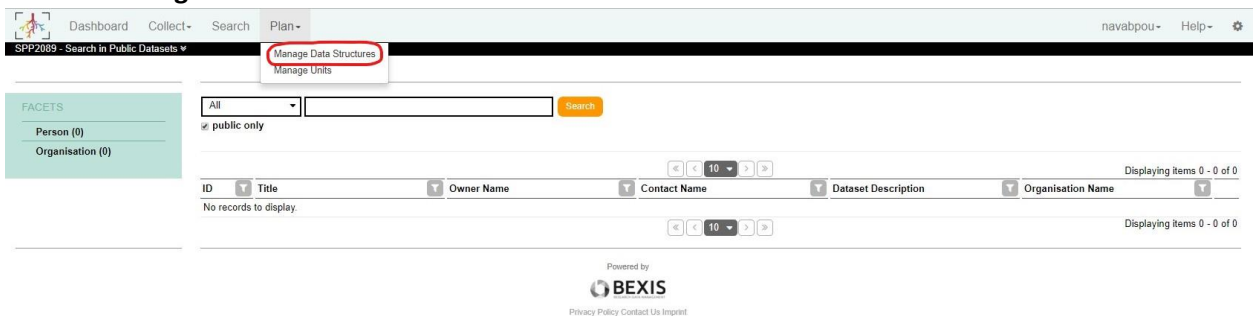 Dashboard Collect Search Plan navabpou Help
SPP2089 - Search in Public Datasets
Manage Data Structures
Manage Units
FACETS
Person (0)
Organisation (0)
All Search
public only
10
Displaying items 0 - 0 of 0
ID Title Owner Name Contact Name Dataset Description Organisation Name
No records to display.
10
Displaying items 0 - 0 of 0
Powered by
BEXIS
Privacy Policy Contact Us Imprint